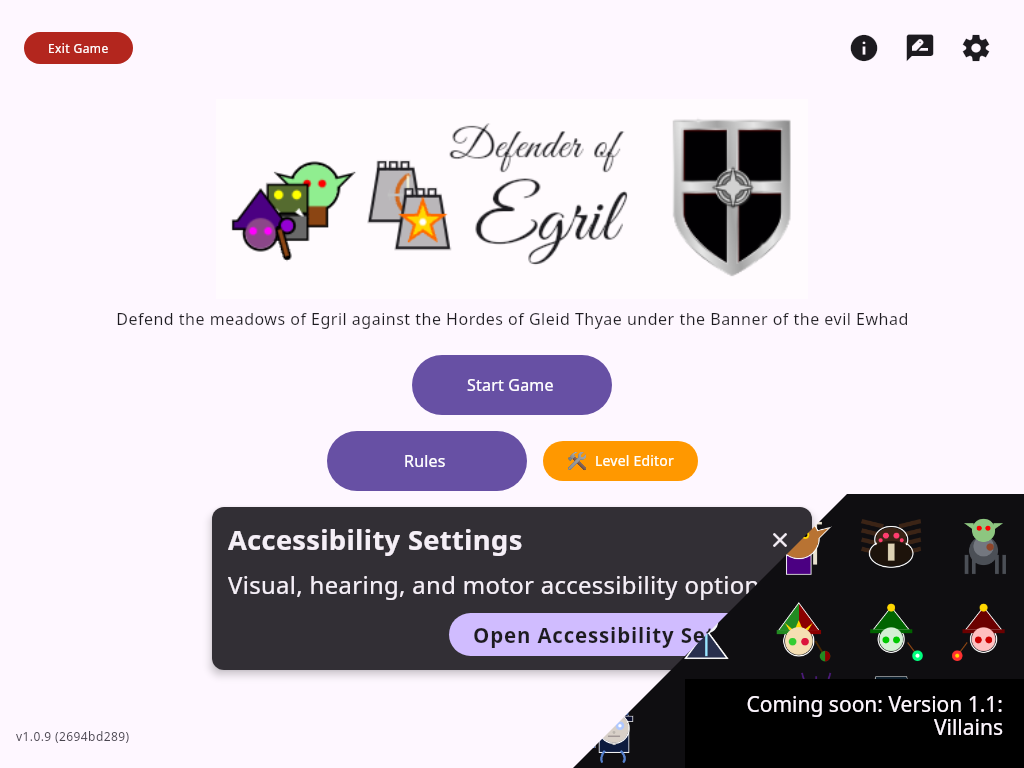 Exit Game
Defender of
Egril
Defend the meadows of Egril against the Hordes of Gleid Thyae under the Banner of the evil Ewhad
Start Game
Rules
Level Editor
Accessibility Settings
Visual, hearing, and motor accessibility option
Open Accessibility Se
Coming soon: Version 1.1:
Villains
v1.0.9 (2694bd289)